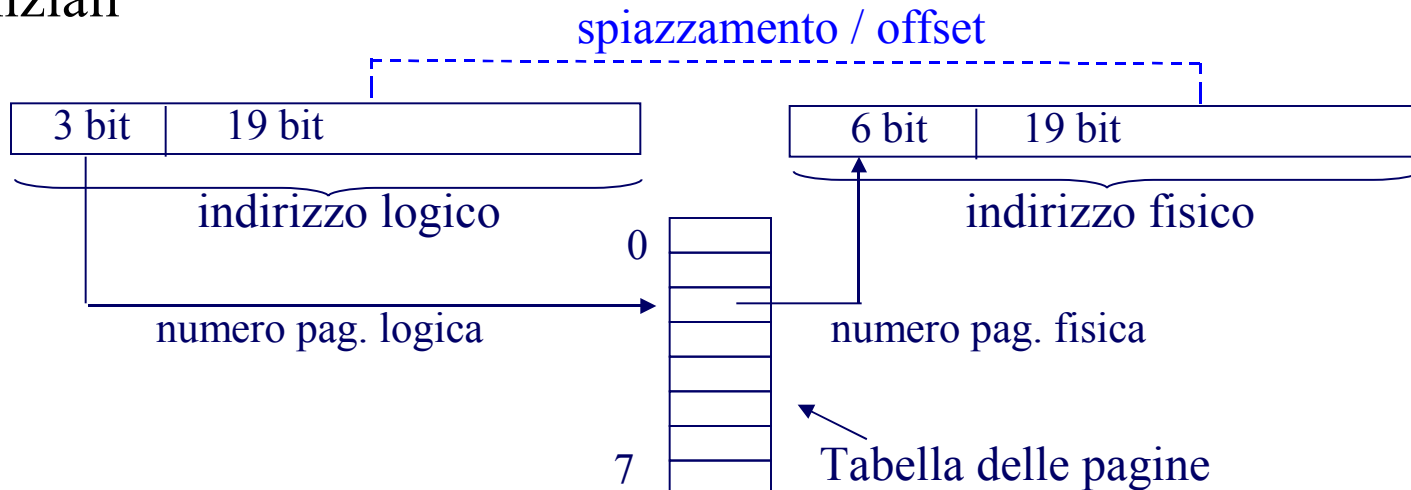 spiazzamento / offset
3 bit 19 bit
6 bit 19 bit
indirizzo logico
indirizzo fisico
0
numero pag. logica
numero pag. fisica
7
Tabella delle pagine